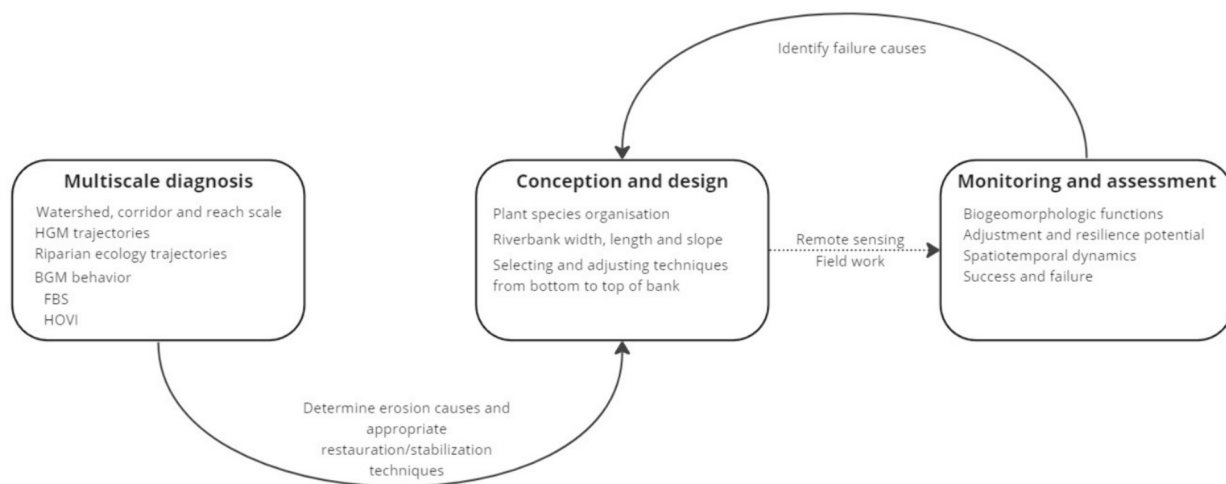 Identify failure causes
Multiscale diagnosis
Watershed, corridor and reach scale
HGM trajectories
Riparian ecology trajectories
BGM behavior
FBS
HOVI
Conception and design
Plant species organisation
Riverbank width, length and slope
Selecting and adjusting techniques
from bottom to top of bank
Remote sensing
Field work
Monitoring and assessment
Biogeomorphologic functions
Adjustment and resilience potential
Spatiotemporal dynamics
Success and failure
Determine erosion causes and
appropriate
restauration/stabilization
techniques